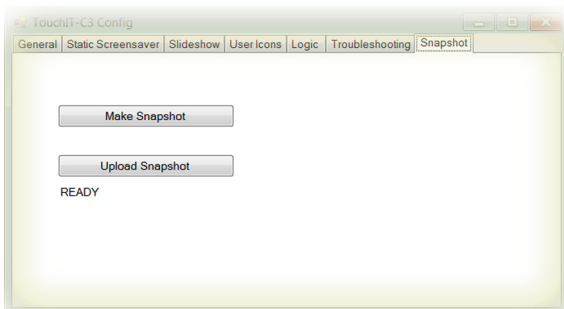 TouchIT-C3 Config
General Static Screensaver Slideshow User Icons Logic Troubleshooting Snapshot
Make Snapshot
Upload Snapshot
READY